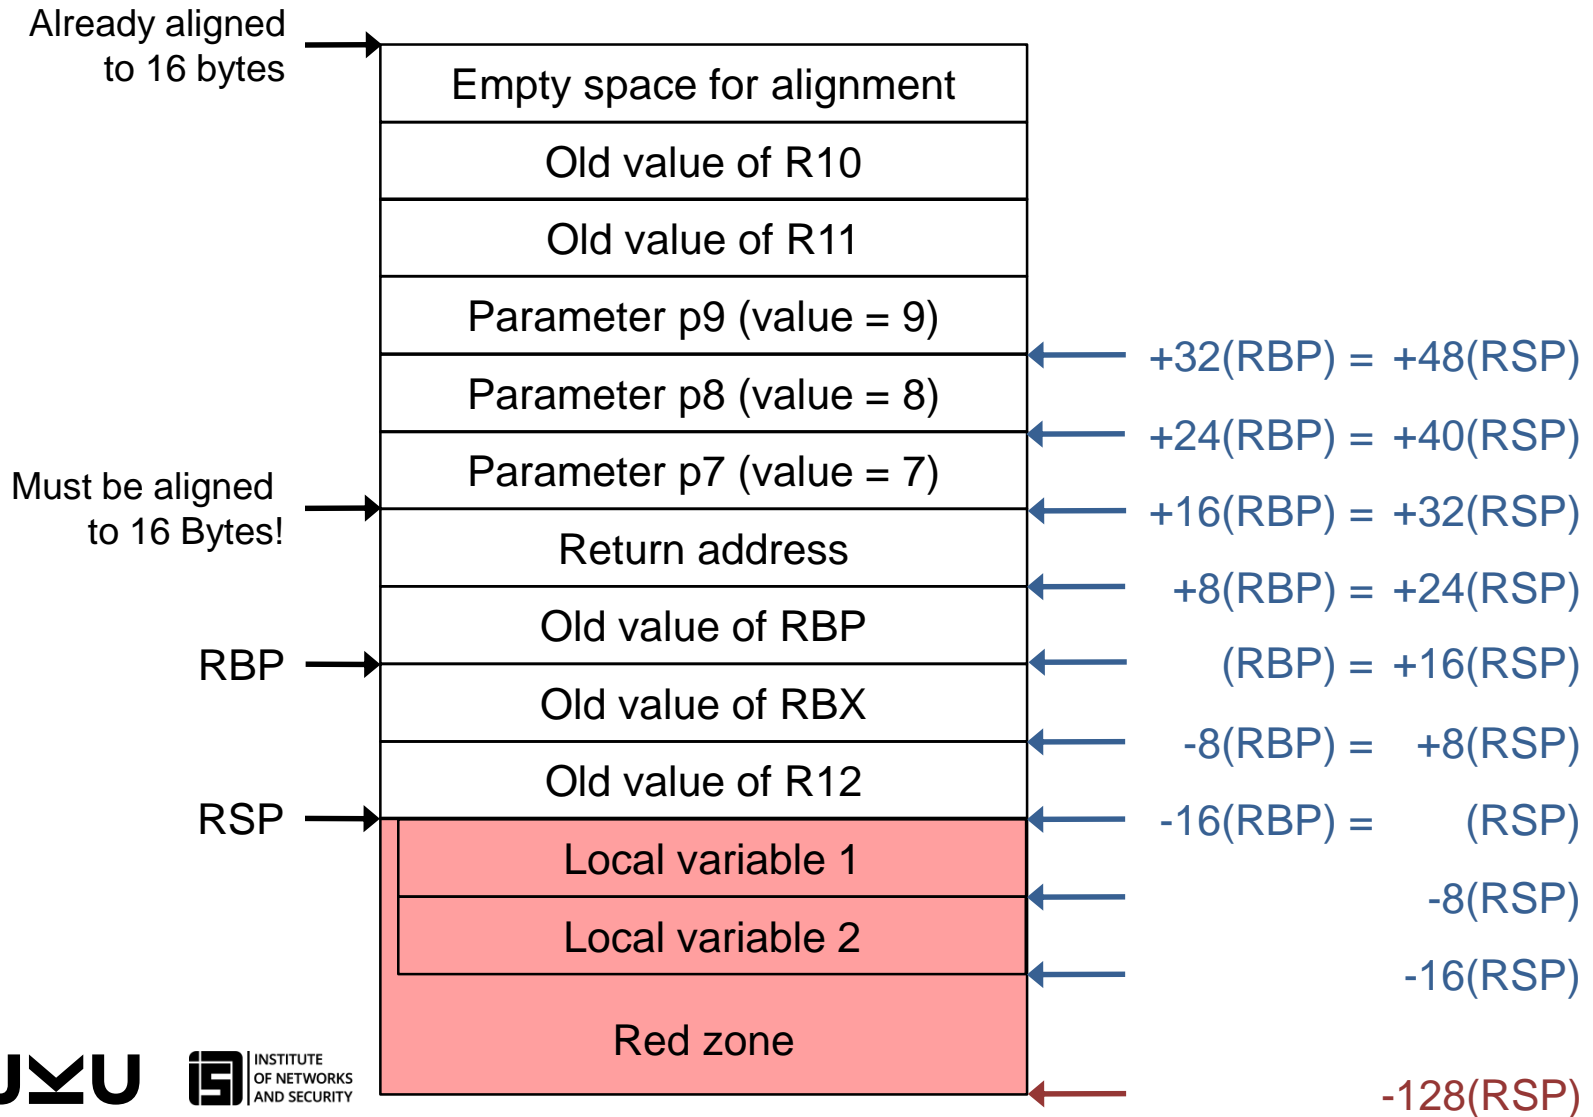 Already aligned
to 16 bytes
Empty space for alignment
Old value of R10
Old value of R11
Parameter p9 (value = 9)
+32(RBP) = +48(RSP)
Parameter p8 (value = 8)
+24(RBP) = +40(RSP)
Parameter p7 (value = 7)
Must be aligned
to 16 Bytes!
+16(RBP) = +32(RSP)
Return address
+8(RBP) = +24(RSP)
Old value of RBP
RBP
(RBP) = +16(RSP)
Old value of RBX
-8(RBP) = +8(RSP)
Old value of R12
RSP
-16(RBP) = (RSP)
Local variable 1
-8(RSP)
Local variable 2
-16(RSP)
Red zone
-128(RSP)
JKU
INSTITUTE
OF NETWORKS
AND SECURITY